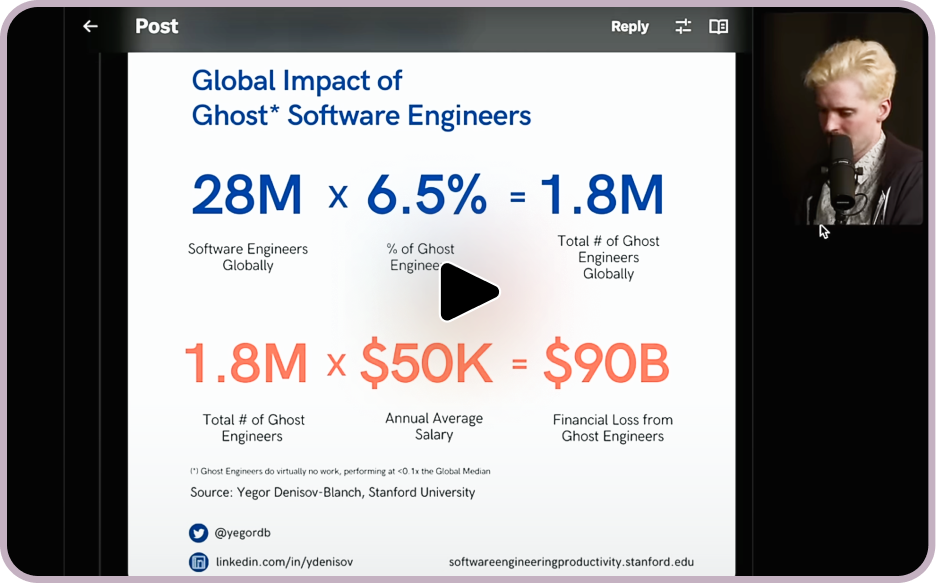 Post
Reply
Global Impact of
Ghost* Software Engineers
28M x 6.5% = 1.8M
Software Engineers
Globally
% of Ghost
Total # of Ghost
Engineers
Globally
1.8M x $50K = $90B
Total # of Ghost
Engineers
Annual Average
Salary
Financial Loss from
Ghost Engineers
(*) Ghost Engineers do virtually no work, performing at <0.1x the Global Median
Source: Yegor Denisov-Blanch, Stanford University
@yegordb
linkedin.com/in/ydenisov
softwareengineeringproductivity.stanford.edu